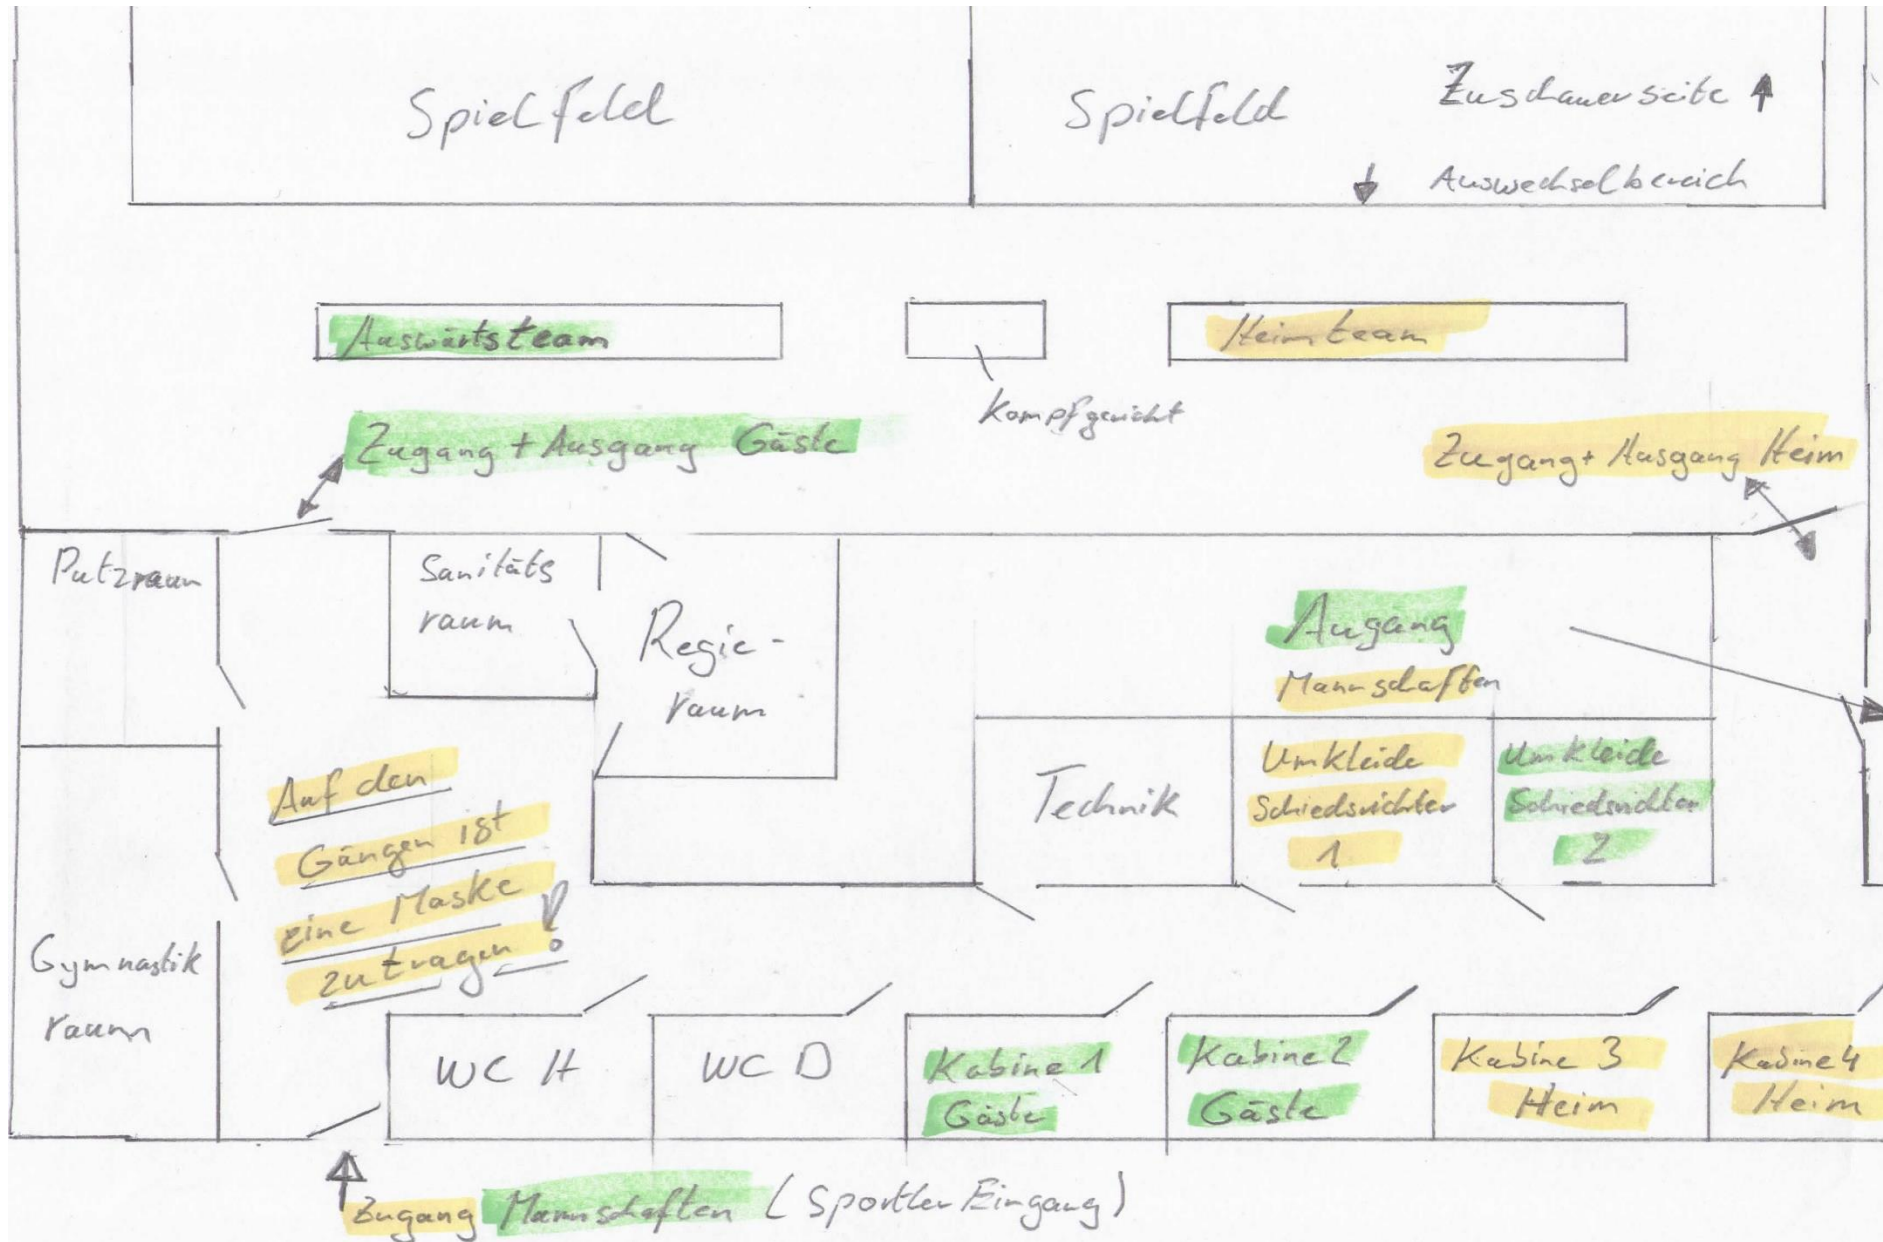 Spielfeld
Spielfeld
Zuschauerseite
Auswechselbereich
Auswärtsteam
Heimteam
Kampfgericht
Zugang + Ausgang Gäste
Zugang + Ausgang Heim
Putzraum
Sanitäts
raum
Regie-
raum
Augang
Mannschaften
Technik
Umkleide
Schiedsrichter
1
Umkleide
Schiedsrichter
2
Auf den
Gängen ist
eine Maske
zu tragen!
Gymnastik
raum
WC H
WC D
Kabine 1
Gäste
Kabine 2
Gäste
Kabine 3
Heim
Kabine 4
Heim
Zugang Mannschaften (Sportler Eingang)